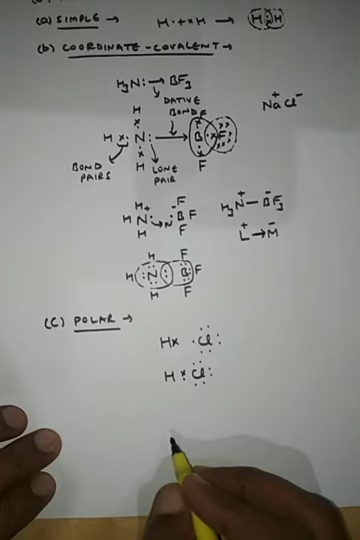 (a) SIMPLE → H·+×H → H×·H
(b) COORDINATE-COVALENT →
H₃N: → BF₃
DATIVE
BOND
Na⁺Cl⁻
H
F
H ×· N : → B ·× F
H
F
BOND
PAIRS
LONE
PAIR
H F
H N⁺: → B⁻ F
H F
H₃N⁺–B⁻F₃
L⁺→M⁻
H F
H N : B F
H F
(C) POLAR →
H× ·Cl:
H ו Cl: